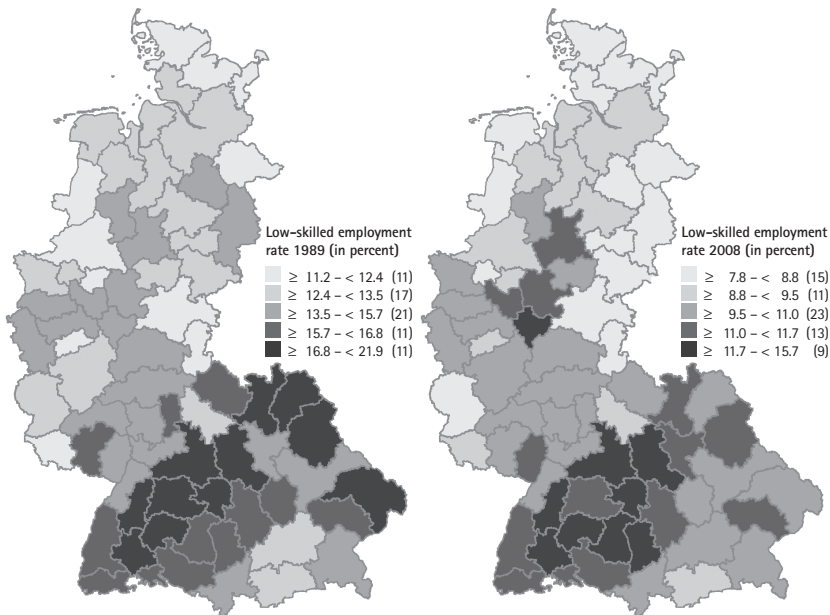 Low-skilled employment
rate 1989 (in percent)
≥ 11.2 – < 12.4 (11)
≥ 12.4 – < 13.5 (17)
≥ 13.5 – < 15.7 (21)
≥ 15.7 – < 16.8 (11)
≥ 16.8 – < 21.9 (11)
Low-skilled employment
rate 2008 (in percent)
≥ 7.8 – < 8.8 (15)
≥ 8.8 – < 9.5 (11)
≥ 9.5 – < 11.0 (23)
≥ 11.0 – < 11.7 (13)
≥ 11.7 – < 15.7 (9)